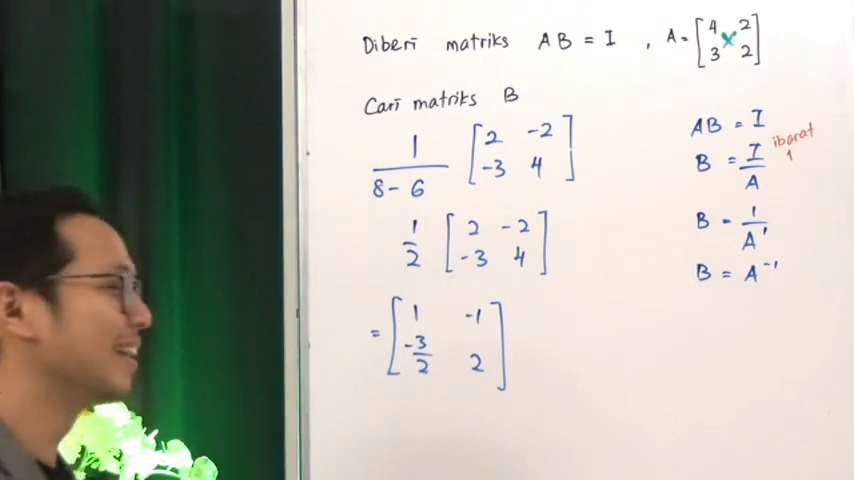 Diberi matriks AB = I , A = [4 2
3 2]
Cari matriks B
1/(8-6) [2 -2
-3 4]
1/2 [2 -2
-3 4]
= [1 -1
-3/2 2]
AB = I
B = I/A ibarat 1
B = 1/A¹
B = A⁻¹